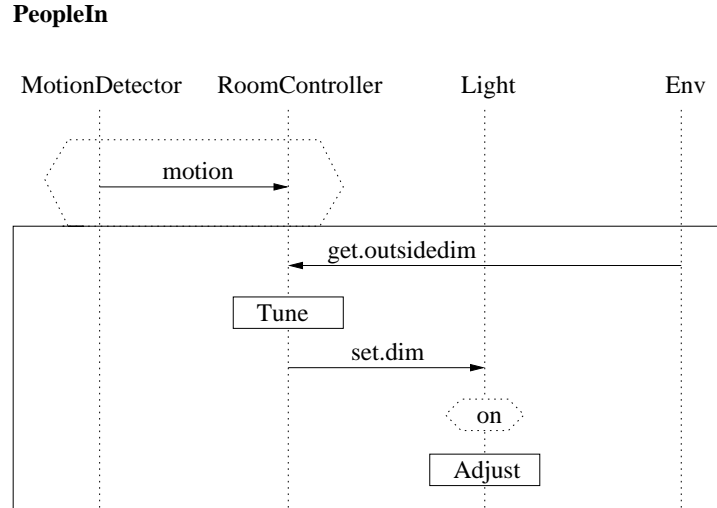 PeopleIn
MotionDetector RoomController Light Env
motion
get.outsidedim
Tune
set.dim
on
Adjust